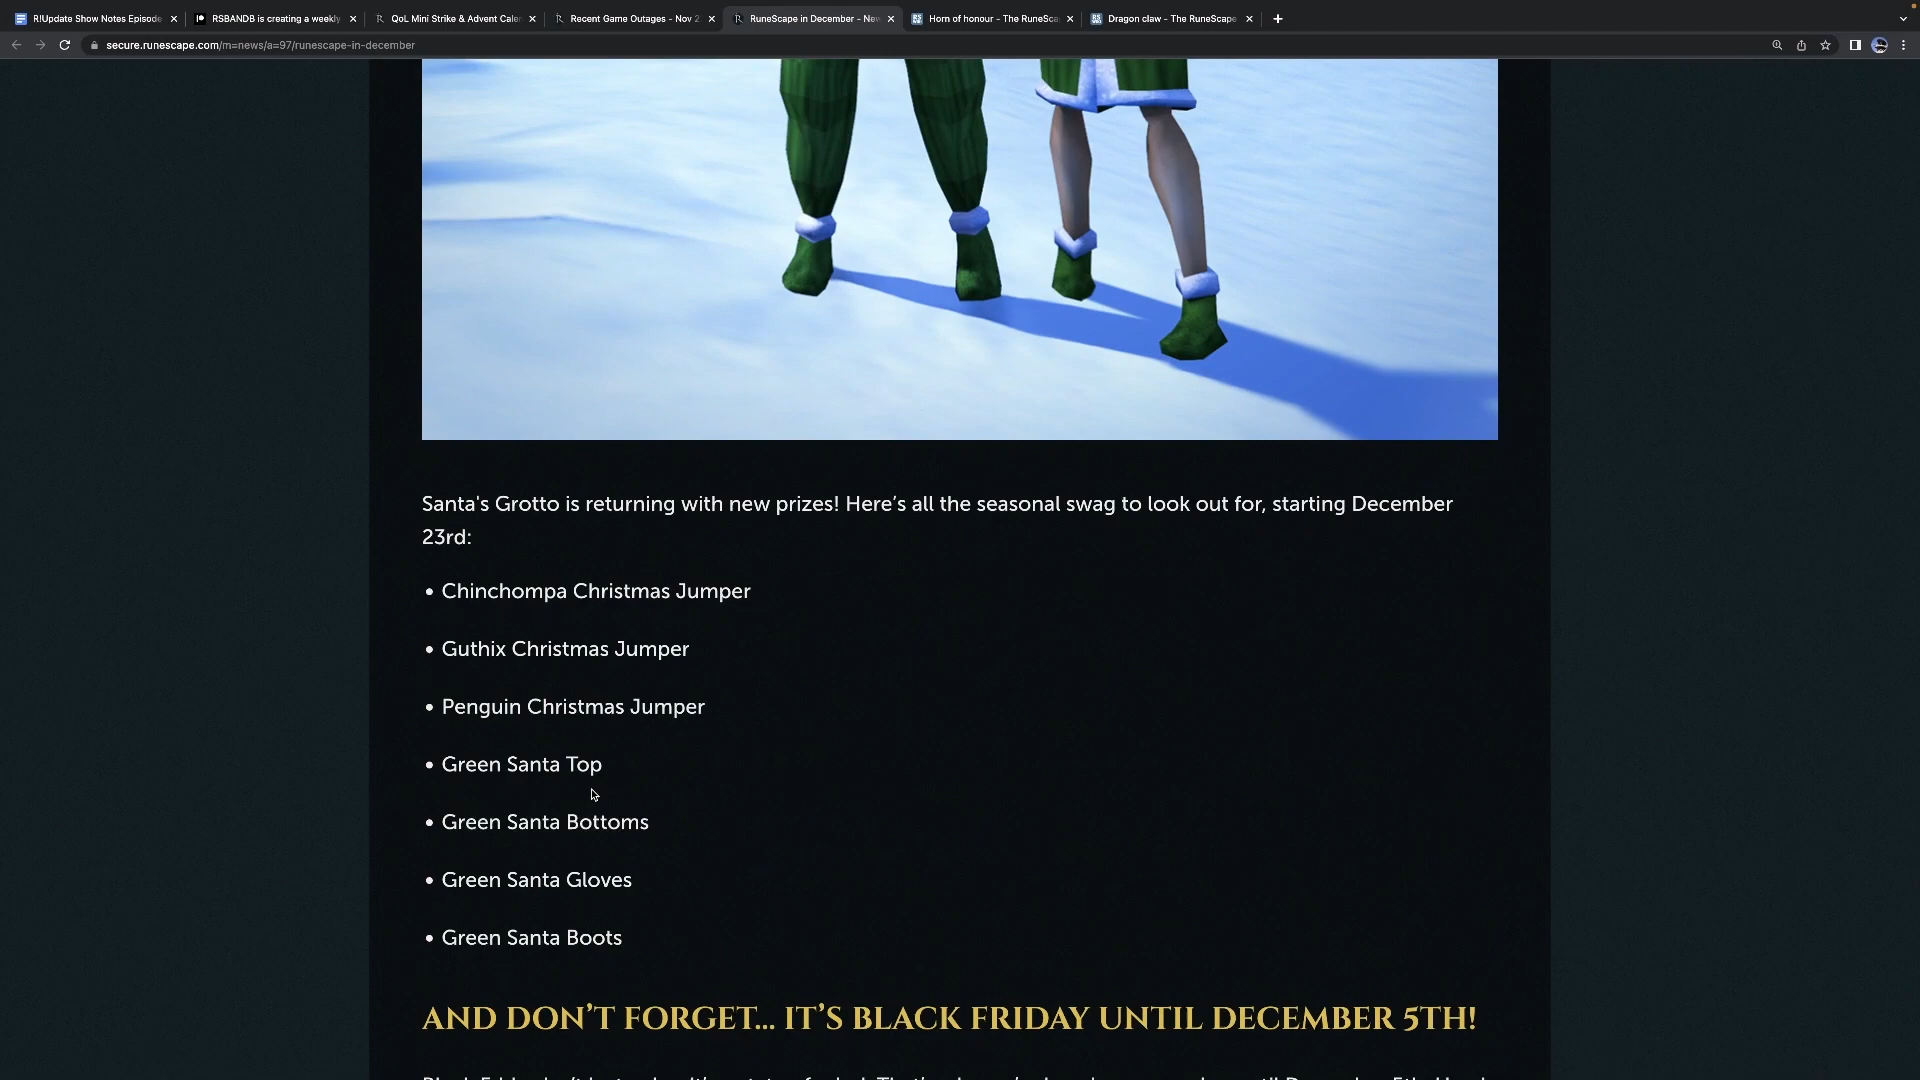 R!Update Show Notes Episode
RSBANDB is creating a weekly
QoL Mini Strike & Advent Caler
Recent Game Outages - Nov 2
RuneScape in December - New
Horn of honour - The RuneSca
Dragon claw - The RuneScape
secure.runescape.com/m=news/a=97/runescape-in-december
Santa's Grotto is returning with new prizes! Here's all the seasonal swag to look out for, starting December
23rd:
• Chinchompa Christmas Jumper
• Guthix Christmas Jumper
• Penguin Christmas Jumper
• Green Santa Top
• Green Santa Bottoms
• Green Santa Gloves
• Green Santa Boots
AND DON'T FORGET... IT'S BLACK FRIDAY UNTIL DECEMBER 5TH!